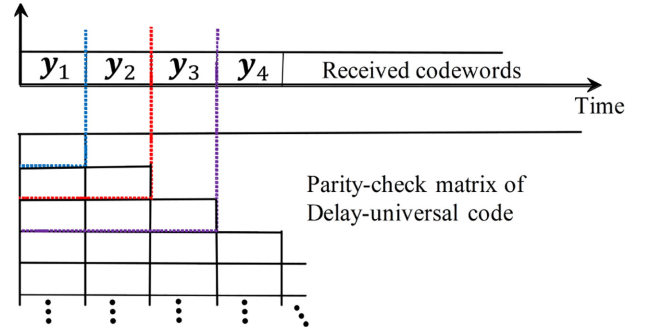 y₁ y₂ y₃ y₄ Received codewords
Time
Parity-check matrix of
Delay-universal code